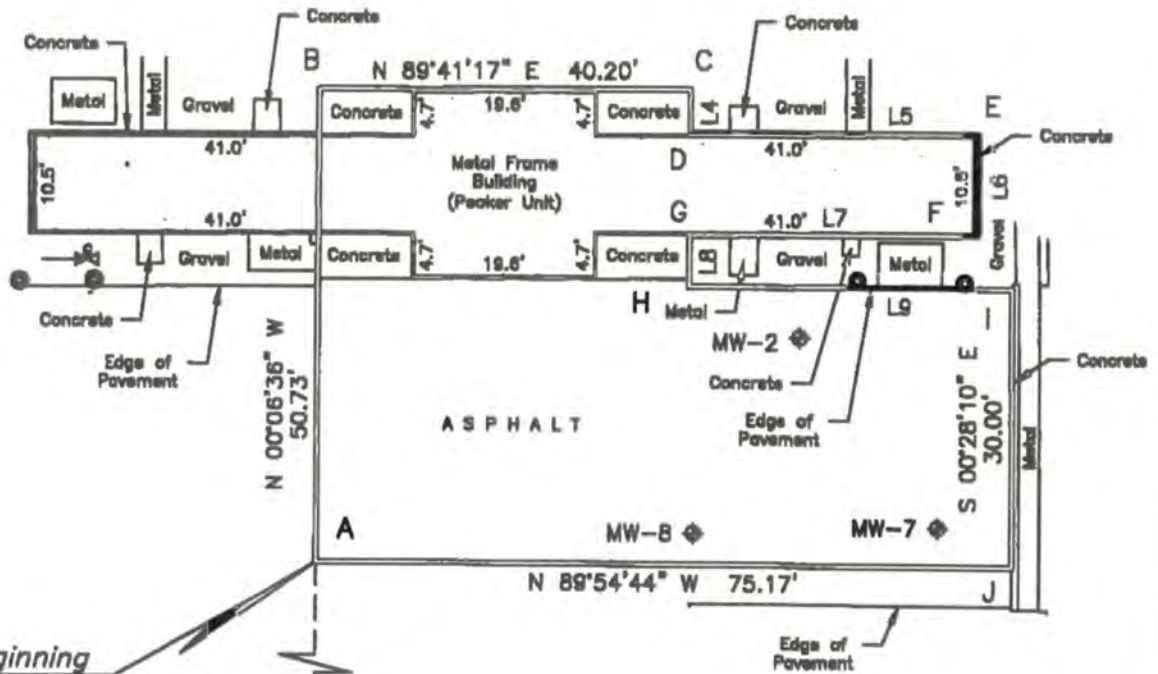 Concrete
Concrete
Concrete
B
N 89°41'17" E 40.20'
C
Metal
Metal
Gravel
Concrete
4.7'
19.6'
4.7'
Concrete
L4
Gravel
Metal
L5
E
Concrete
41.0'
41.0'
10.5'
Metal Frame
Building
(Peaker Unit)
D
10.5'
L6
41.0'
G
41.0'
L7
F
Gravel
Metal
Concrete
4.7'
19.6'
4.7'
Concrete
L8
Gravel
Metal
Gravel
Concrete
H
Metal
L9
Edge of
Pavement
MW-2
Concrete
Concrete
Edge of
Pavement
N 00°06'36" W
50.73'
ASPHALT
S 00°28'10" E
30.00'
Metal
A
MW-8
MW-7
N 89°54'44" W 75.17'
J
Edge of
Pavement
ginning